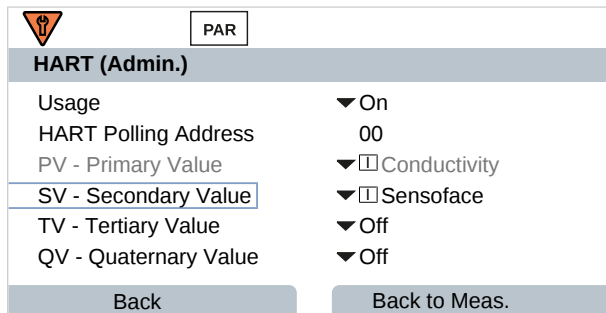 PAR
HART (Admin.)
Usage On
HART Polling Address 00
PV - Primary Value I Conductivity
SV - Secondary Value I Sensoface
TV - Tertiary Value Off
QV - Quaternary Value Off
Back Back to Meas.